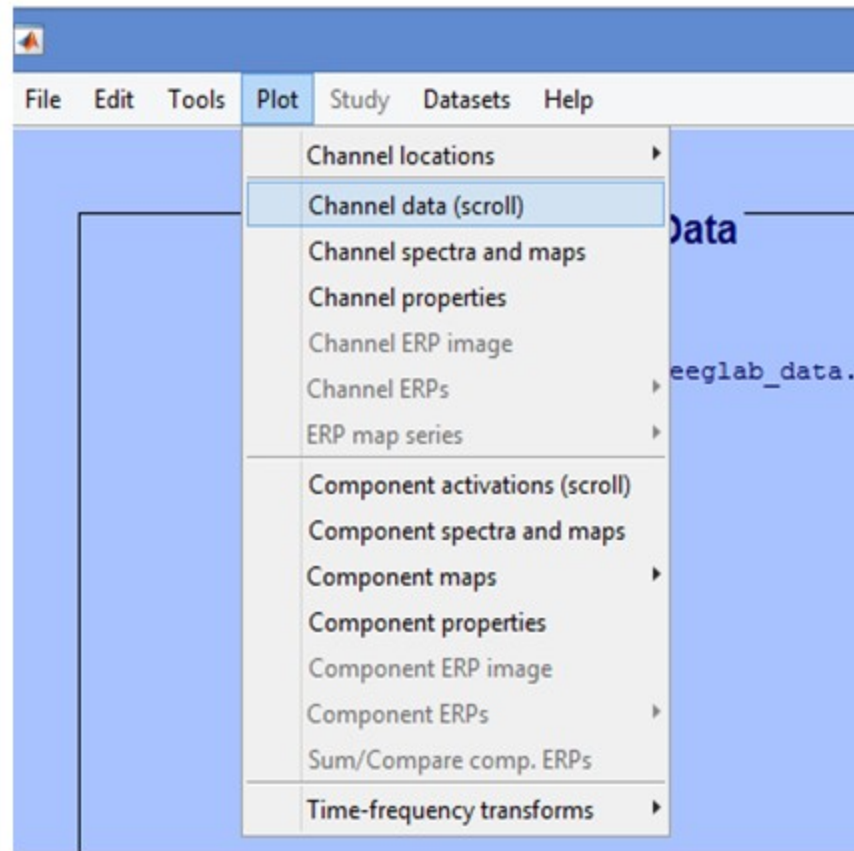 File Edit Tools Plot Study Datasets Help
Channel locations
Channel data (scroll)
Data
Channel spectra and maps
Channel properties
Channel ERP image
eeglab_data.
Channel ERPs
ERP map series
Component activations (scroll)
Component spectra and maps
Component maps
Component properties
Component ERP image
Component ERPs
Sum/Compare comp. ERPs
Time-frequency transforms